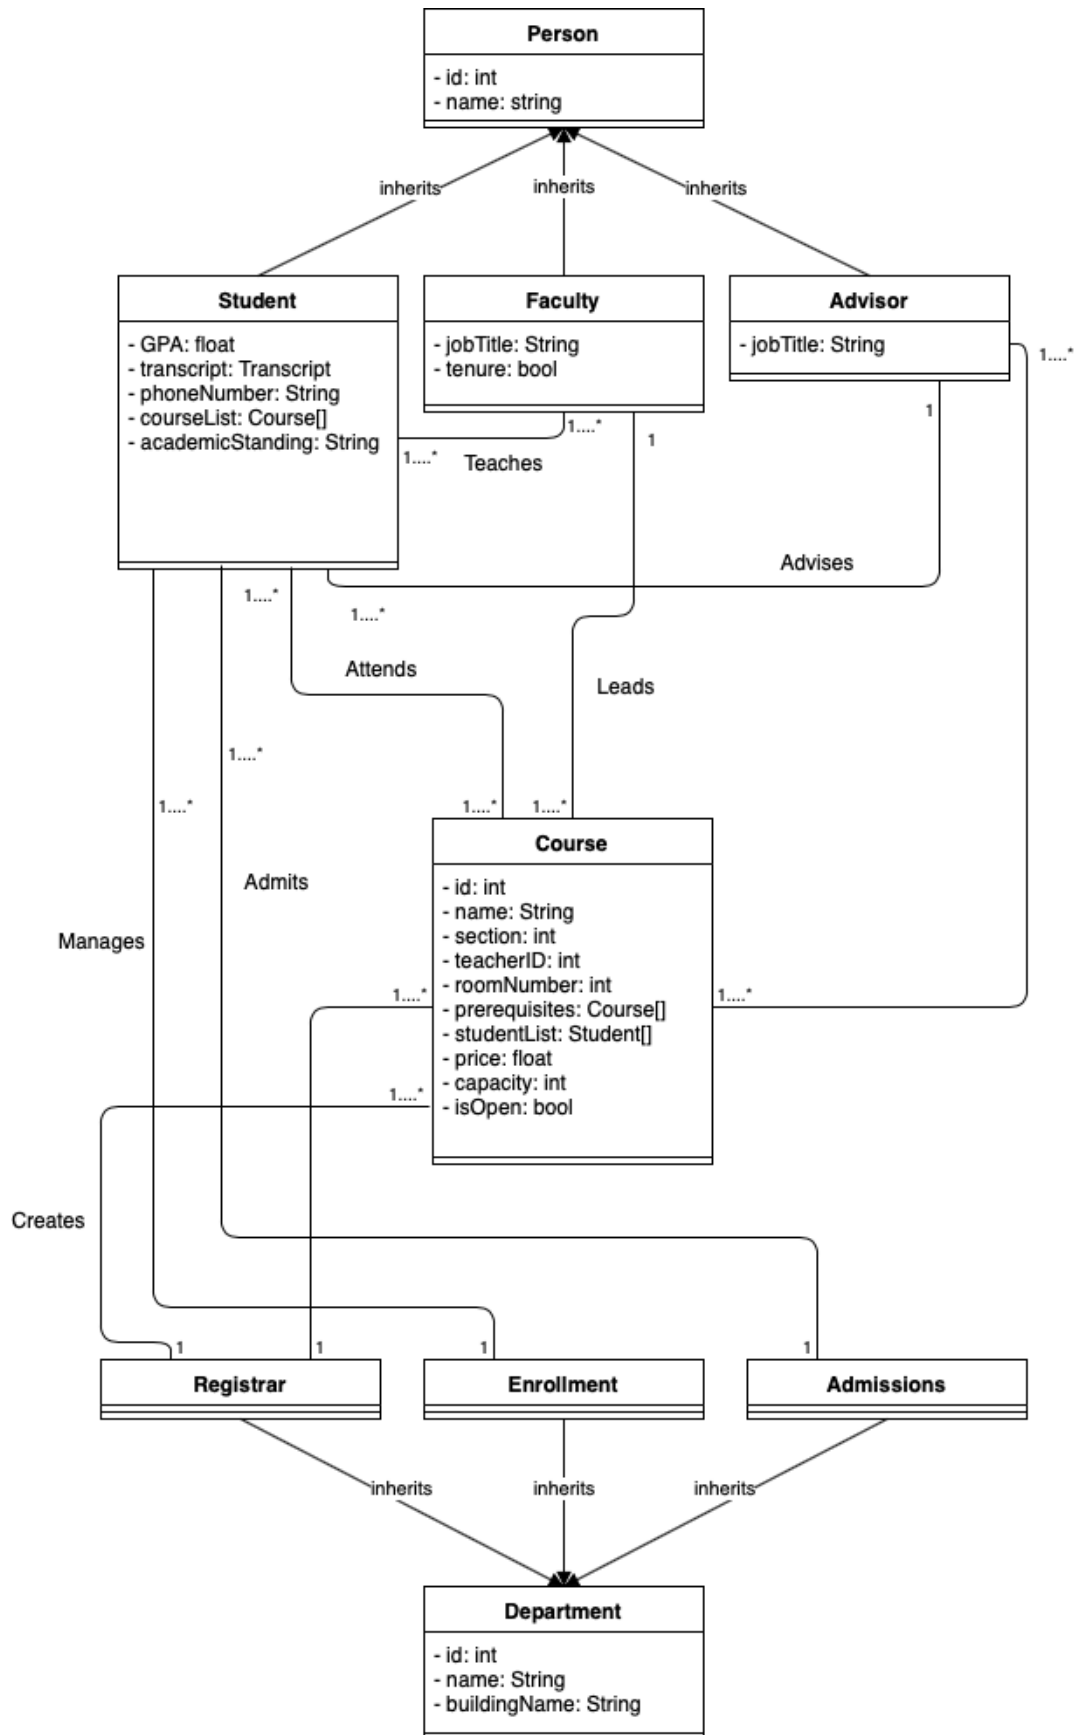 Person
- id: int
- name: string
inherits
inherits
inherits
Student
- GPA: float
- transcript: Transcript
- phoneNumber: String
- courseList: Course[]
- academicStanding: String
Faculty
- jobTitle: String
- tenure: bool
Advisor
- jobTitle: String
1....*
1....*
1....*
Teaches
1
1
Advises
1....*
1....*
Attends
Leads
1....*
1....*
1....*
1....*
Admits
Manages
Course
- id: int
- name: String
- section: int
- teacherID: int
- roomNumber: int
- prerequisites: Course[]
- studentList: Student[]
- price: float
- capacity: int
- isOpen: bool
1....*
1....*
1....*
Creates
1
1
1
1
Registrar
Enrollment
Admissions
inherits
inherits
inherits
Department
- id: int
- name: String
- buildingName: String